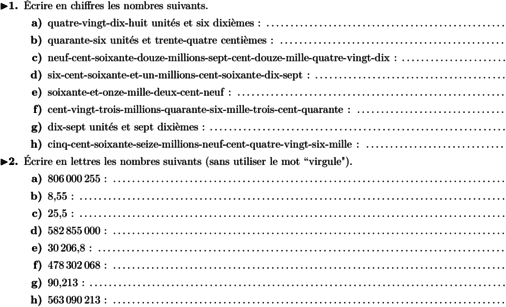 ▶1. Écrire en chiffres les nombres suivants.
a) quatre-vingt-dix-huit unités et six dixièmes : ................................................
b) quarante-six unités et trente-quatre centièmes : ................................................
c) neuf-cent-soixante-douze-millions-sept-cent-douze-mille-quatre-vingt-dix : ......................
d) six-cent-soixante-et-un-millions-cent-soixante-dix-sept : ........................................
e) soixante-et-onze-mille-deux-cent-neuf : ................................................
f) cent-vingt-trois-millions-quarante-six-mille-trois-cent-quarante : ................................
g) dix-sept unités et sept dixièmes : ................................................
h) cinq-cent-soixante-seize-millions-neuf-cent-quatre-vingt-six-mille : ..............................
▶2. Écrire en lettres les nombres suivants (sans utiliser le mot “virgule").
a) 806 000 255 : ................................................
b) 8,55 : ................................................
c) 25,5 : ................................................
d) 582 855 000 : ................................................
e) 30 206,8 : ................................................
f) 478 302 068 : ................................................
g) 90,213 : ................................................
h) 563 090 213 : ................................................